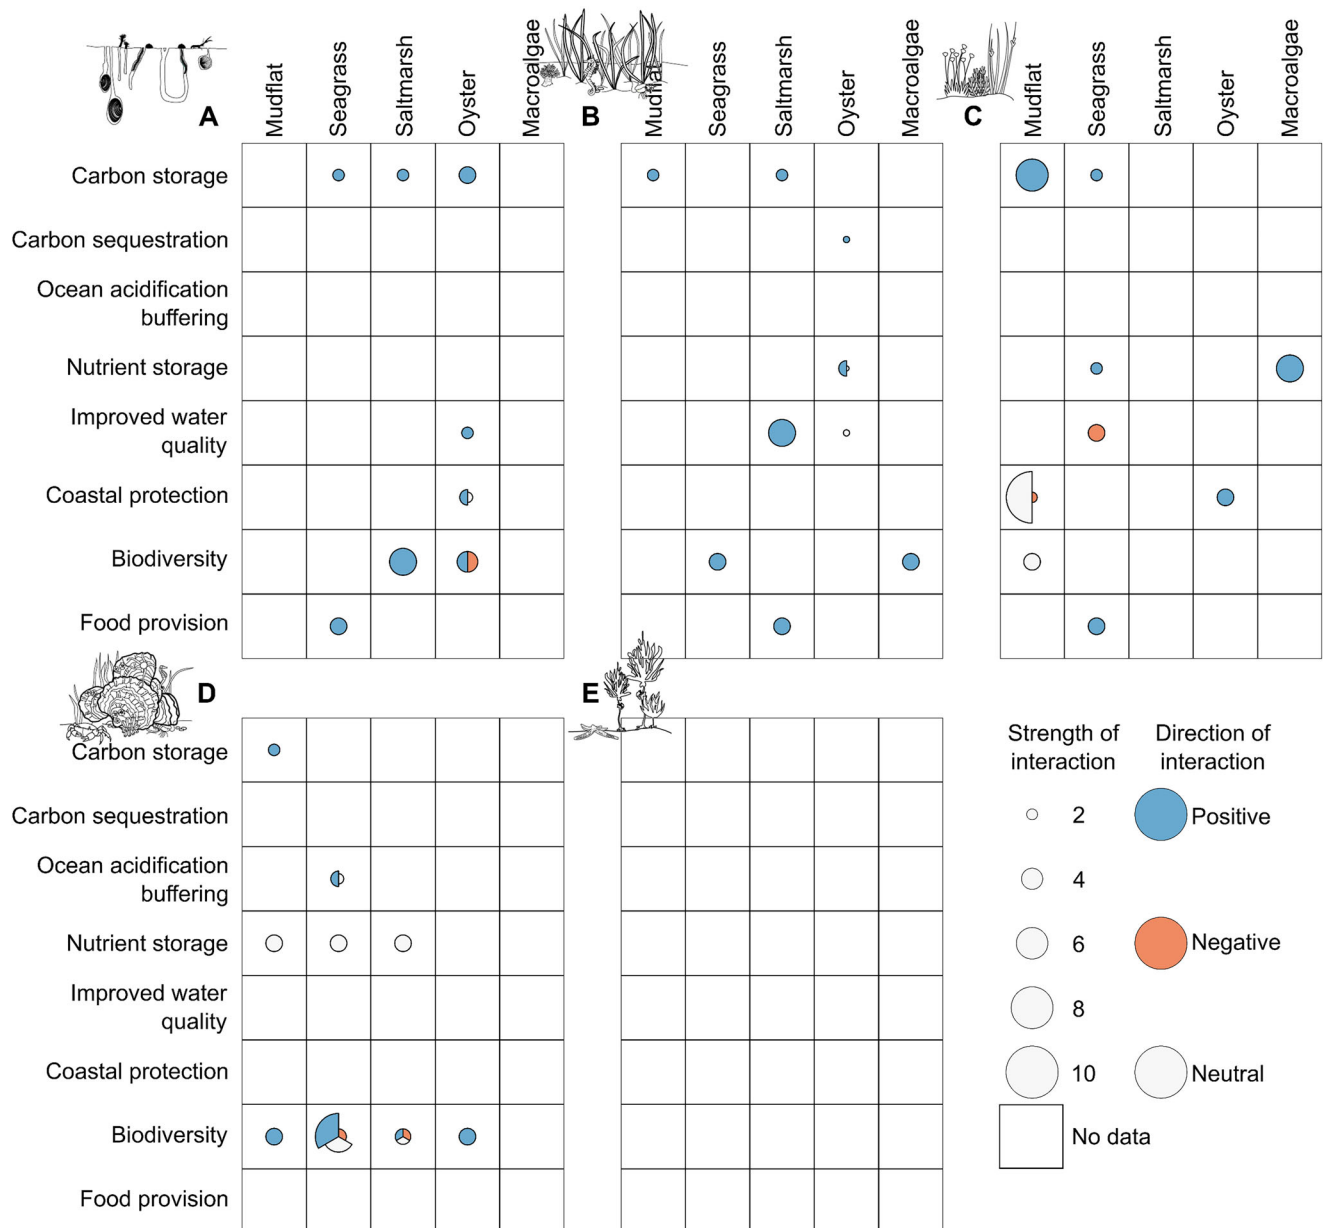 A
Mudflat
Seagrass
Saltmarsh
Oyster
Macroalgae
B
Mudflat
Seagrass
Saltmarsh
Oyster
Macroalgae
C
Mudflat
Seagrass
Saltmarsh
Oyster
Macroalgae
Carbon storage
Carbon sequestration
Ocean acidification
buffering
Nutrient storage
Improved water
quality
Coastal protection
Biodiversity
Food provision
D
E
Carbon storage
Carbon sequestration
Ocean acidification
buffering
Nutrient storage
Improved water
quality
Coastal protection
Biodiversity
Food provision
Strength of
interaction
2
4
6
8
10
Direction of
interaction
Positive
Negative
Neutral
No data